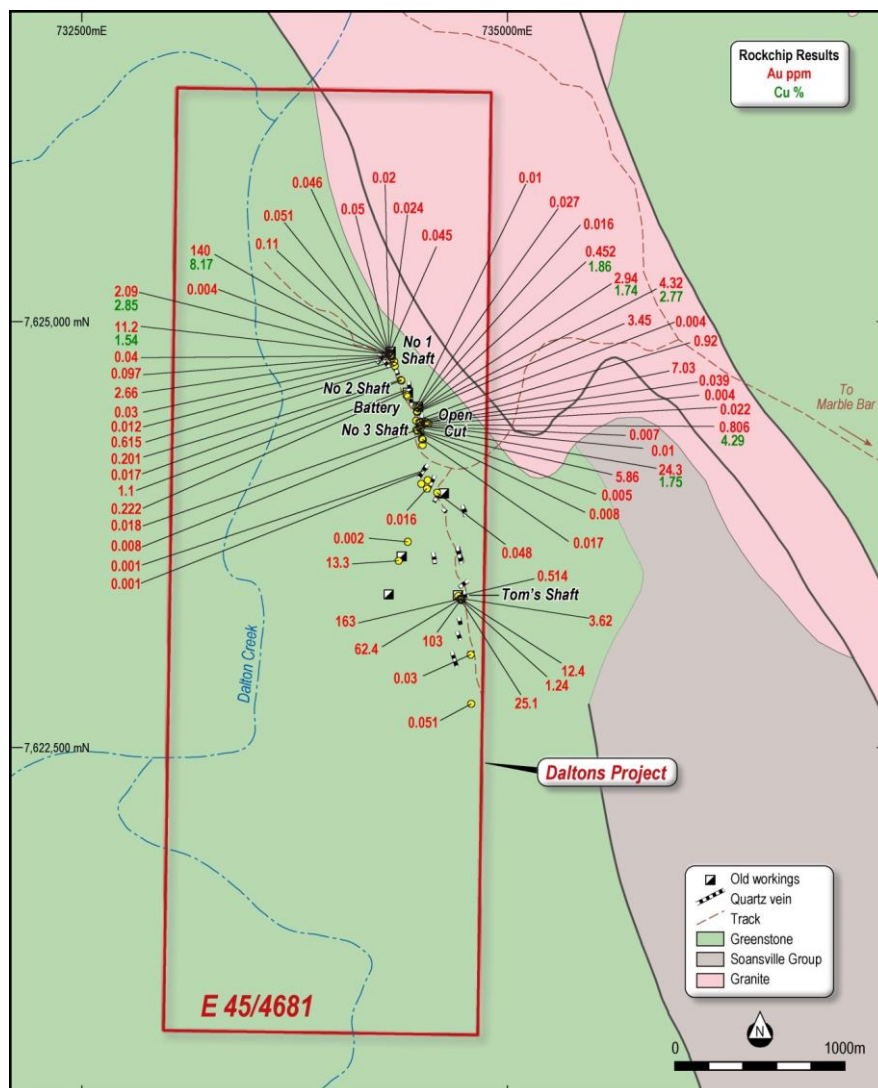 732500mE
735000mE
Rockchip Results
Au ppm
Cu %
0.02
0.01
0.046
0.027
0.05
0.024
0.051
0.016
140
8.17
0.11
0.045
0.452
1.86
2.94
1.74
4.32
2.77
2.09
2.85
0.004
3.45
0.004
7,625,000 mN
11.2
1.54
No 1
Shaft
0.92
0.04
0.097
7.03
2.66
0.039
No 2 Shaft
0.004
To
Marble Bar
0.03
Battery
Open
Cut
0.022
0.012
No 3 Shaft
0.806
4.29
0.615
0.007
0.201
0.01
0.017
5.86
24.3
1.75
1.1
0.005
0.222
0.008
0.018
0.016
0.008
0.017
0.001
0.002
0.048
0.001
13.3
0.514
Tom's Shaft
163
3.62
62.4
103
Dalton Creek
0.03
12.4
1.24
25.1
0.051
7,622,500 mN
Daltons Project
Old workings
Quartz vein
Track
Greenstone
Soansville Group
Granite
E 45/4681
N
0
1000m